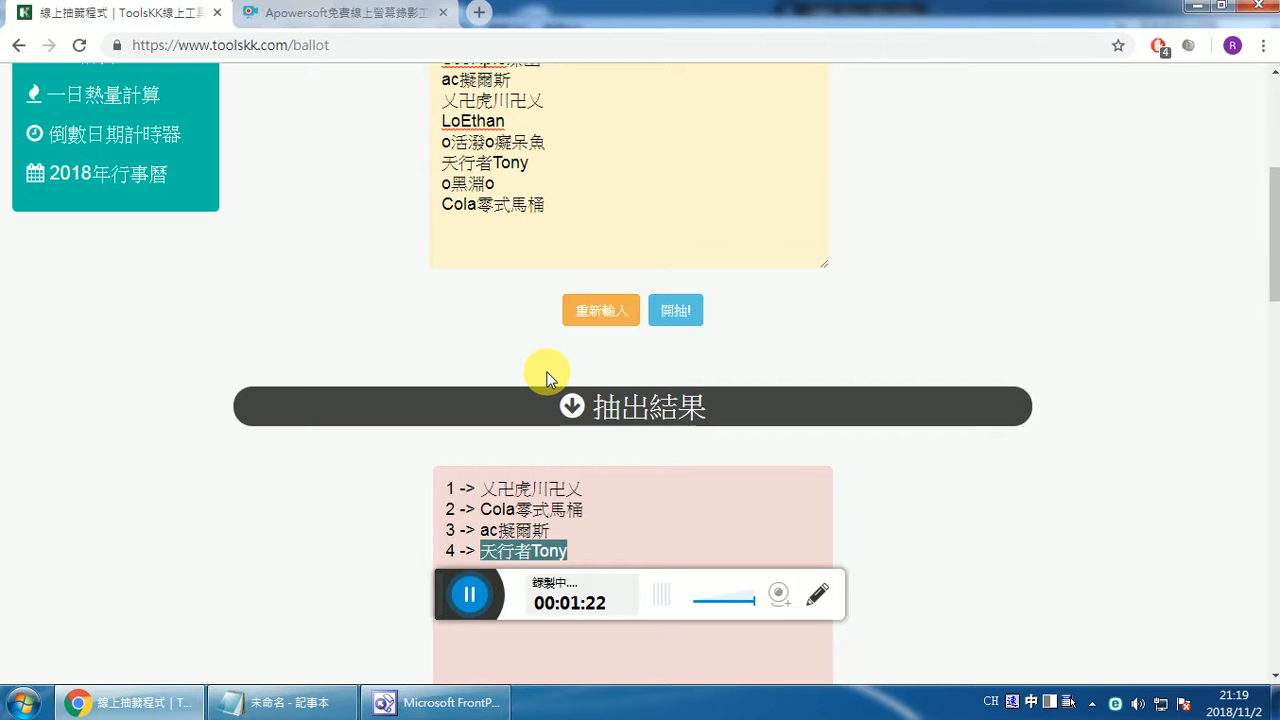 線上抽籤程式 | ToolsKK線上工具
Apowersoft免費線上螢幕錄影工
https://www.toolskk.com/ballot
4
R
一日熱量計算
倒數日期計時器
2018年行事曆
ac擬爾斯
乂卍虎川卍乂
LoEthan
o活潑o癡呆魚
天行者Tony
o黑淵o
Cola零式馬桶
重新輸入
開抽!
抽出結果
1 -> 乂卍虎川卍乂
2 -> Cola零式馬桶
3 -> ac擬爾斯
4 -> 天行者Tony
錄製中....
00:01:22
線上抽籤程式 | T...
未命名 - 記事本
Microsoft FrontP...
CH
中
21:19
2018/11/2